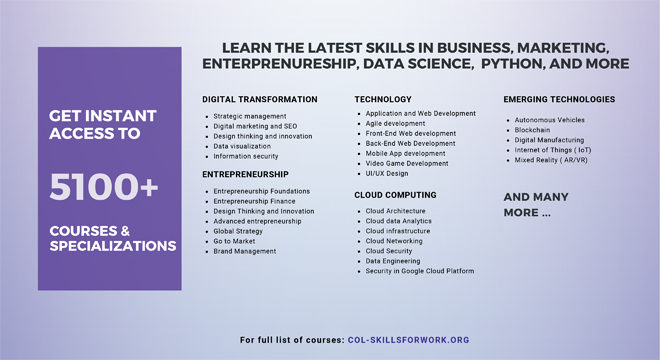 LEARN THE LATEST SKILLS IN BUSINESS, MARKETING,
ENTERPRENURESHIP, DATA SCIENCE, PYTHON, AND MORE
GET INSTANT
ACCESS TO
5100+
COURSES &
SPECIALIZATIONS
DIGITAL TRANSFORMATION
• Strategic management
• Digital marketing and SEO
• Design thinking and innovation
• Data visualization
• Information security
ENTREPRENEURSHIP
• Entrepreneurship Foundations
• Entrepreneurship Finance
• Design Thinking and Innovation
• Advanced entrepreneurship
• Global Strategy
• Go to Market
• Brand Management
TECHNOLOGY
• Application and Web Development
• Agile development
• Front-End Web development
• Back-End Web Development
• Mobile App development
• Video Game Development
• UI/UX Design
CLOUD COMPUTING
• Cloud Architecture
• Cloud data Analytics
• Cloud infrastructure
• Cloud Networking
• Cloud Security
• Data Engineering
• Security in Google Cloud Platform
EMERGING TECHNOLOGIES
• Autonomous Vehicles
• Blockchain
• Digital Manufacturing
• Internet of Things ( IoT)
• Mixed Reality ( AR/VR)
AND MANY
MORE ...
For full list of courses: COL-SKILLSFORWORK.ORG